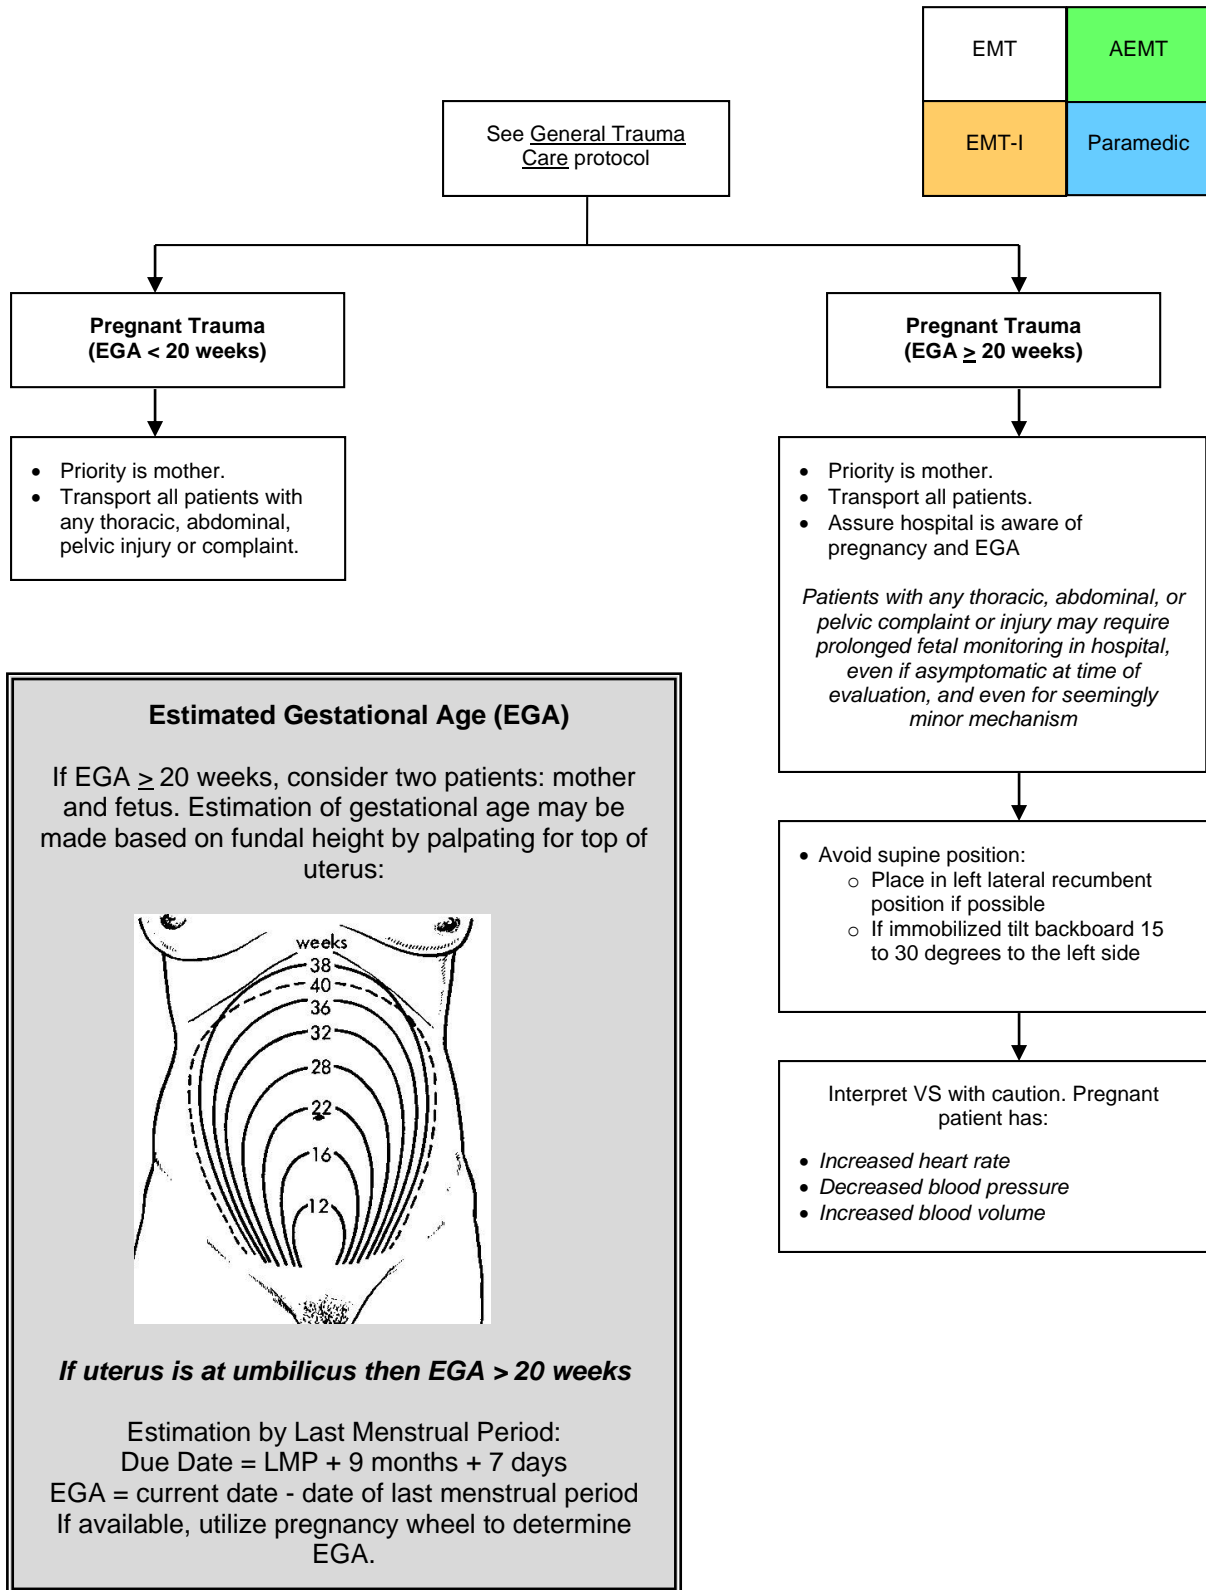 EMT
AEMT
EMT-I
Paramedic
See General Trauma
Care protocol
Pregnant Trauma
(EGA < 20 weeks)
• Priority is mother.
• Transport all patients with
any thoracic, abdominal,
pelvic injury or complaint.
Pregnant Trauma
(EGA ≥ 20 weeks)
• Priority is mother.
• Transport all patients.
• Assure hospital is aware of
pregnancy and EGA
Patients with any thoracic, abdominal, or
pelvic complaint or injury may require
prolonged fetal monitoring in hospital,
even if asymptomatic at time of
evaluation, and even for seemingly
minor mechanism
• Avoid supine position:
o Place in left lateral recumbent
position if possible
o If immobilized tilt backboard 15
to 30 degrees to the left side
Interpret VS with caution. Pregnant
patient has:
• Increased heart rate
• Decreased blood pressure
• Increased blood volume
Estimated Gestational Age (EGA)
If EGA ≥ 20 weeks, consider two patients: mother
and fetus. Estimation of gestational age may be
made based on fundal height by palpating for top of
uterus:
weeks
38
40
36
32
28
22
16
12
If uterus is at umbilicus then EGA > 20 weeks
Estimation by Last Menstrual Period:
Due Date = LMP + 9 months + 7 days
EGA = current date - date of last menstrual period
If available, utilize pregnancy wheel to determine
EGA.